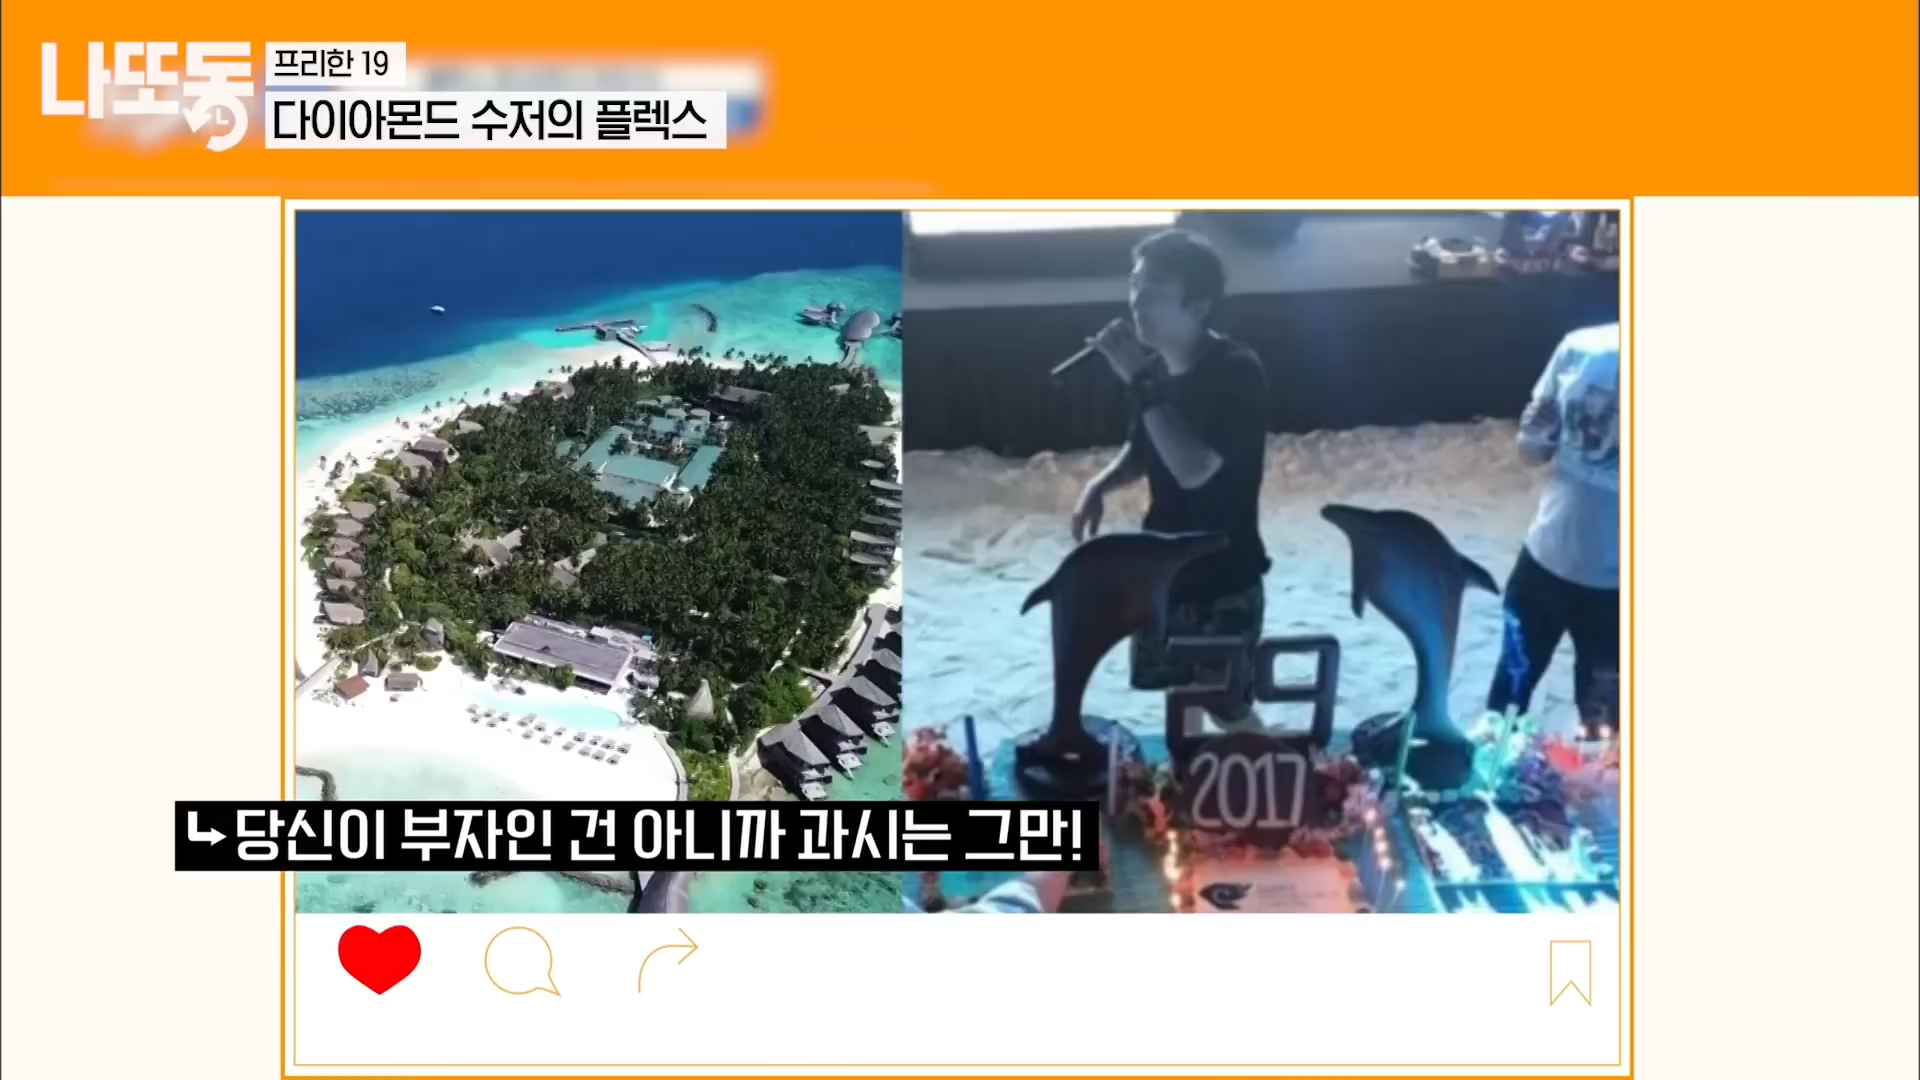 나또동
프리한 19
다이아몬드 수저의 플렉스
29
2017
↳당신이 부자인 건 아니까 과시는 그만!